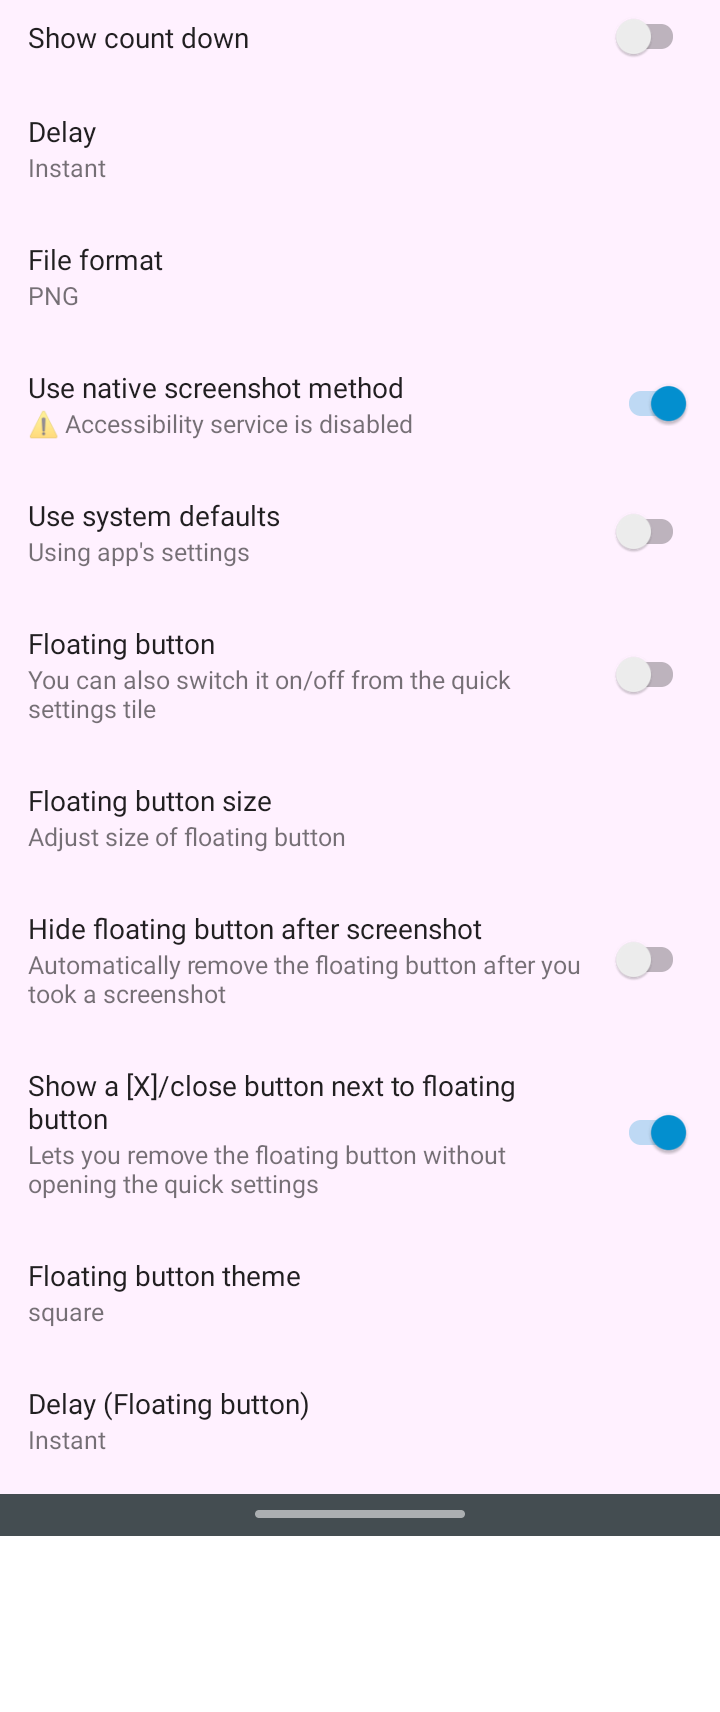 Show count down
Delay
Instant
File format
PNG
Use native screenshot method
⚠️ Accessibility service is disabled
Use system defaults
Using app's settings
Floating button
You can also switch it on/off from the quick
settings tile
Floating button size
Adjust size of floating button
Hide floating button after screenshot
Automatically remove the floating button after you
took a screenshot
Show a [X]/close button next to floating
button
Lets you remove the floating button without
opening the quick settings
Floating button theme
square
Delay (Floating button)
Instant